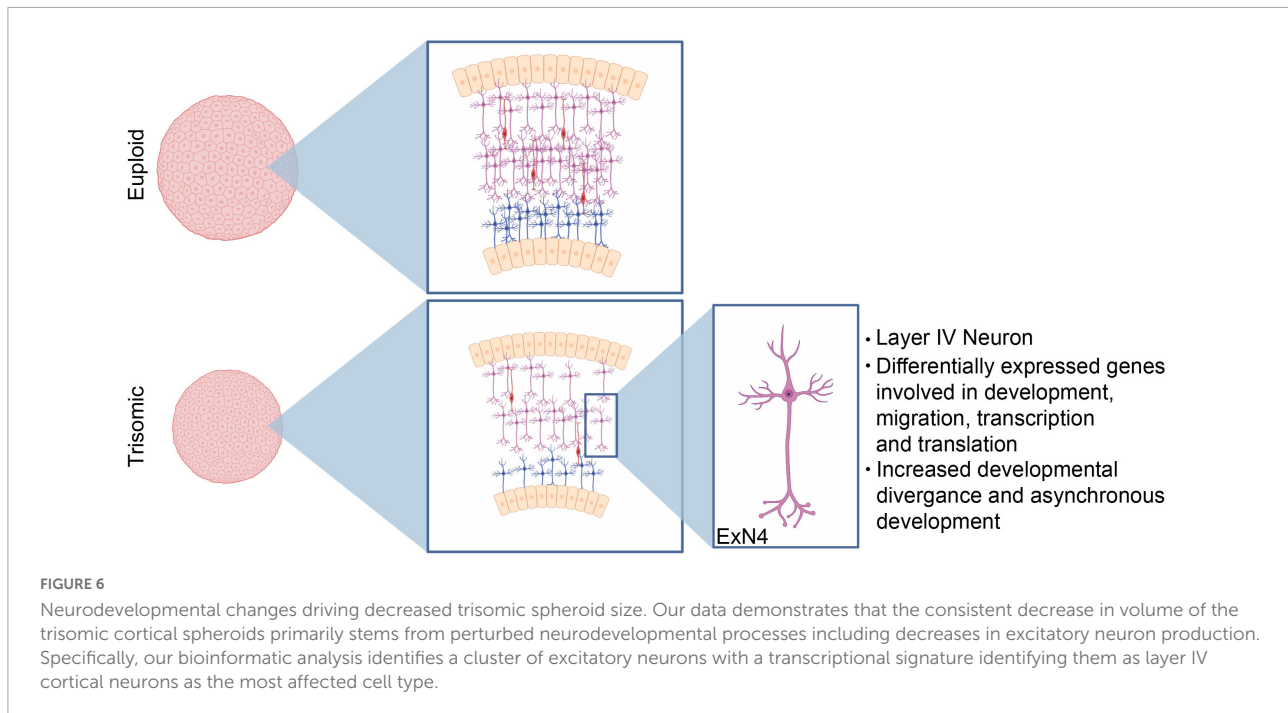 Euploid
Trisomic
ExN4
• Layer IV Neuron
• Differentially expressed genes
involved in development,
migration, transcription
and translation
• Increased developmental
divergance and asynchronous
development
FIGURE 6
Neurodevelopmental changes driving decreased trisomic spheroid size. Our data demonstrates that the consistent decrease in volume of the
trisomic cortical spheroids primarily stems from perturbed neurodevelopmental processes including decreases in excitatory neuron production.
Specifically, our bioinformatic analysis identifies a cluster of excitatory neurons with a transcriptional signature identifying them as layer IV
cortical neurons as the most affected cell type.